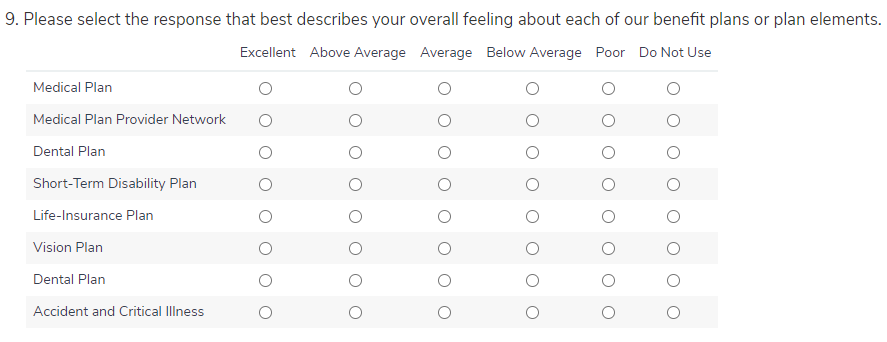 9. Please select the response that best describes your overall feeling about each of our benefit plans or plan elements.
Excellent Above Average Average Below Average Poor Do Not Use
Medical Plan
Medical Plan Provider Network
Dental Plan
Short-Term Disability Plan
Life-Insurance Plan
Vision Plan
Dental Plan
Accident and Critical Illness